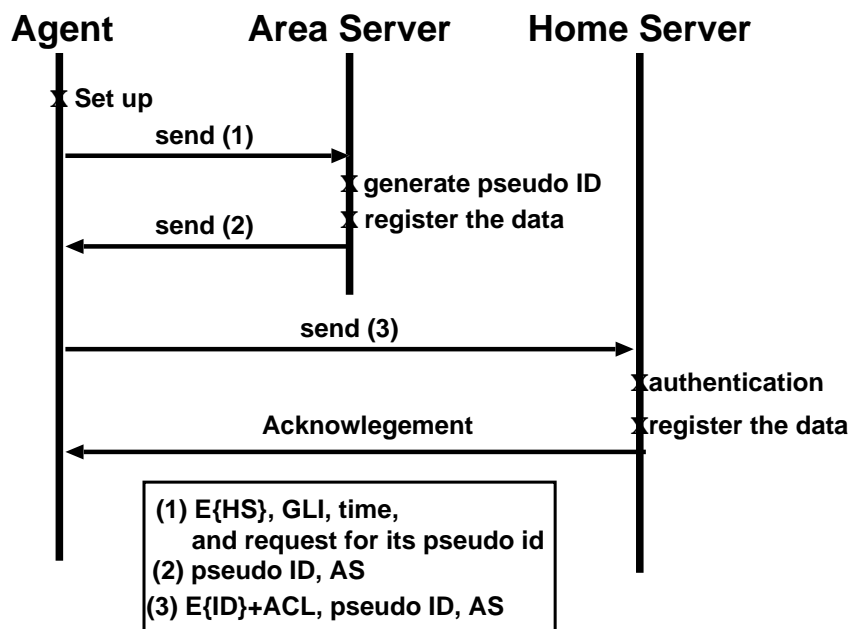 Agent Area Server Home Server
Set up
send (1)
generate pseudo ID
register the data
send (2)
send (3)
authentication
register the data
Acknowlegement
(1) E{HS}, GLI, time,
and request for its pseudo id
(2) pseudo ID, AS
(3) E{ID}+ACL, pseudo ID, AS